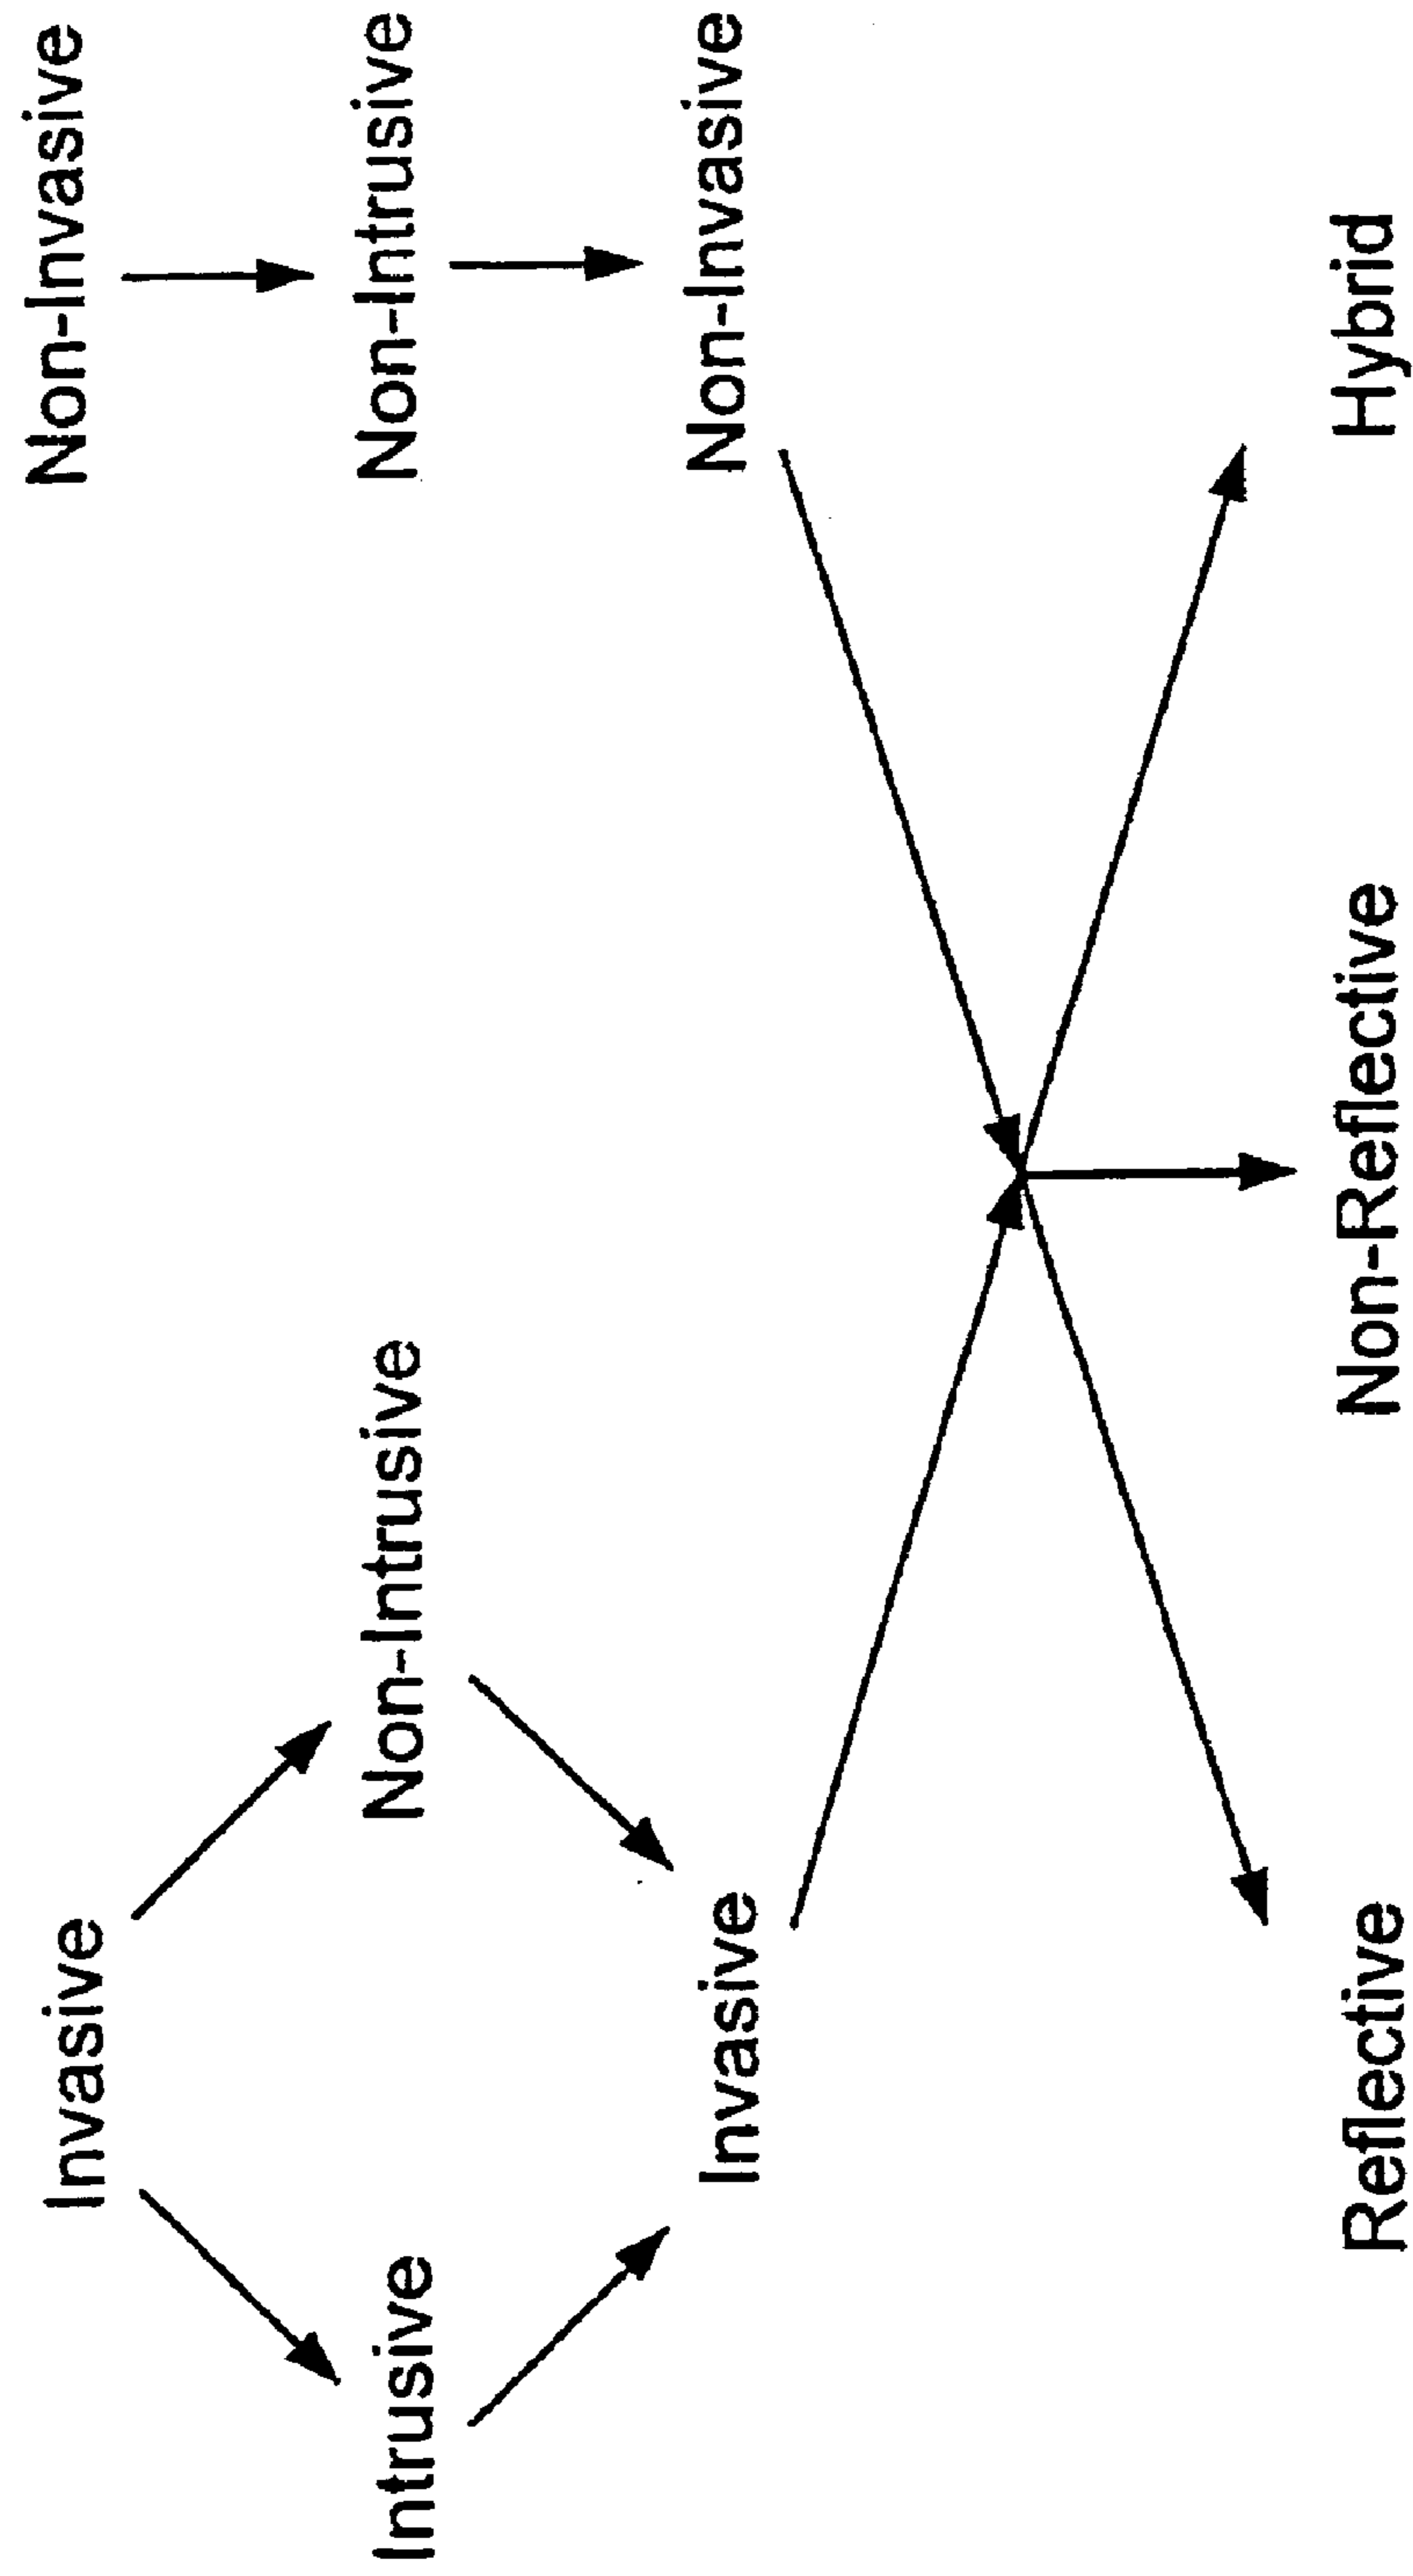 Invasive
Non-Invasive
Intrusive
Non-Intrusive
Non-Intrusive
Invasive
Non-Invasive
Reflective
Non-Reflective
Hybrid